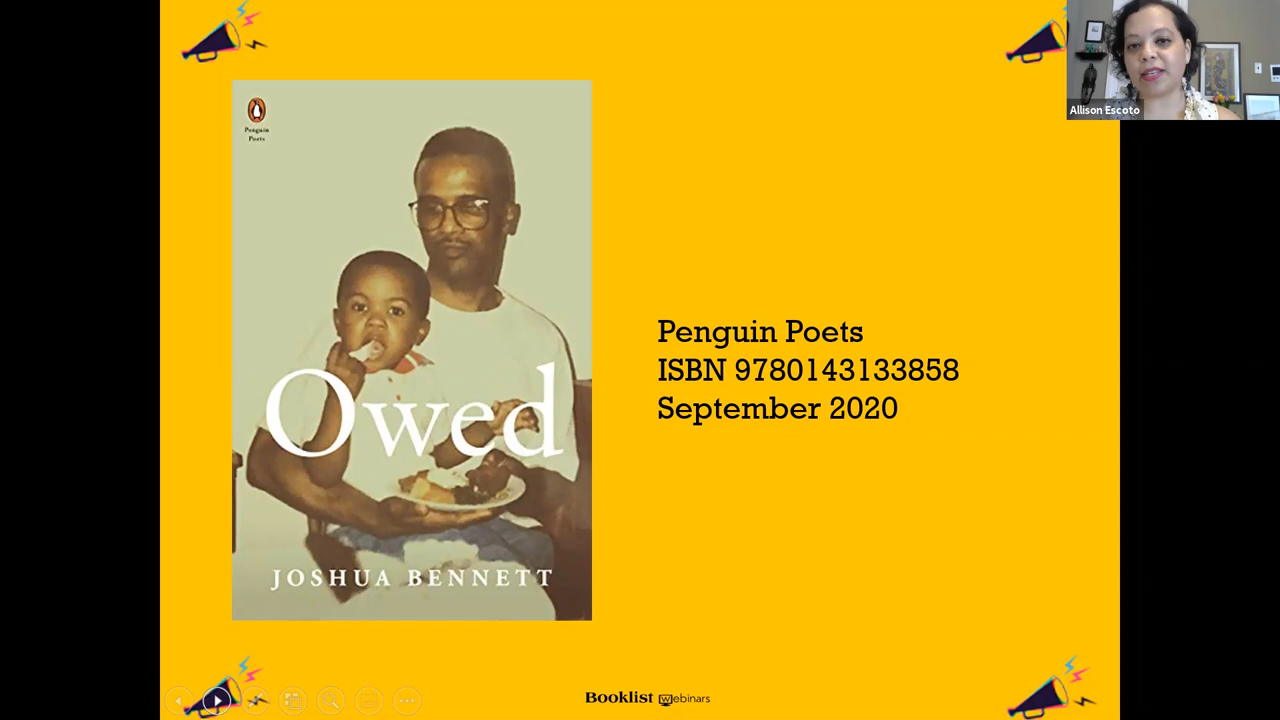 Allison Escoto
Penguin
Poets
Owed
JOSHUA BENNETT
Penguin Poets
ISBN 9780143133858
September 2020
Booklist Webinars